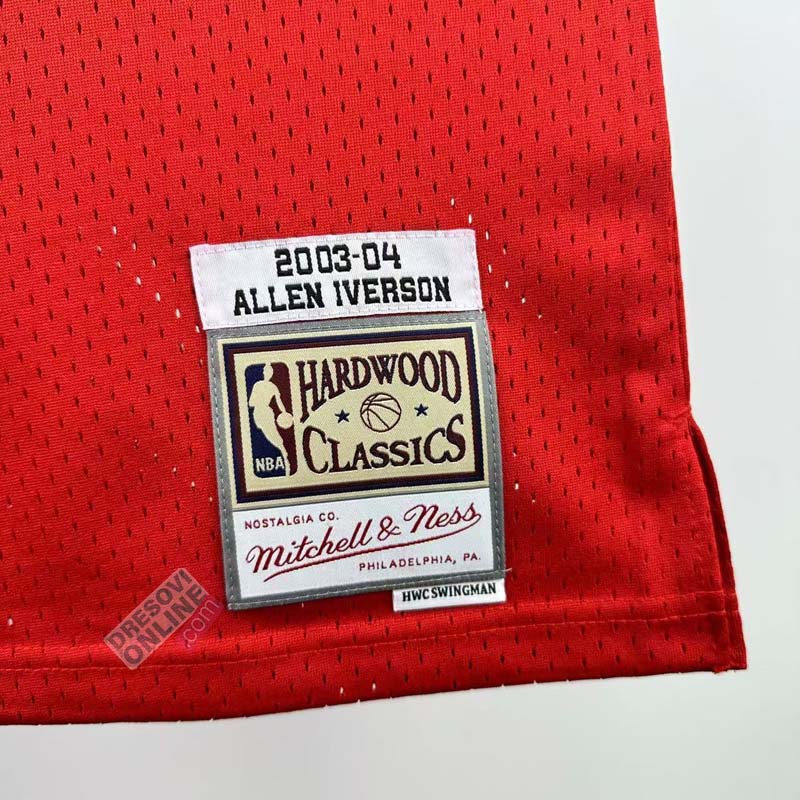 2003-04
ALLEN IVERSON
HARDWOOD
CLASSICS
NBA
NOSTALGIA CO.
Mitchell & Ness
PHILADELPHIA, PA.
HWC SWINGMAN
DRESOVI
ONLINE.com